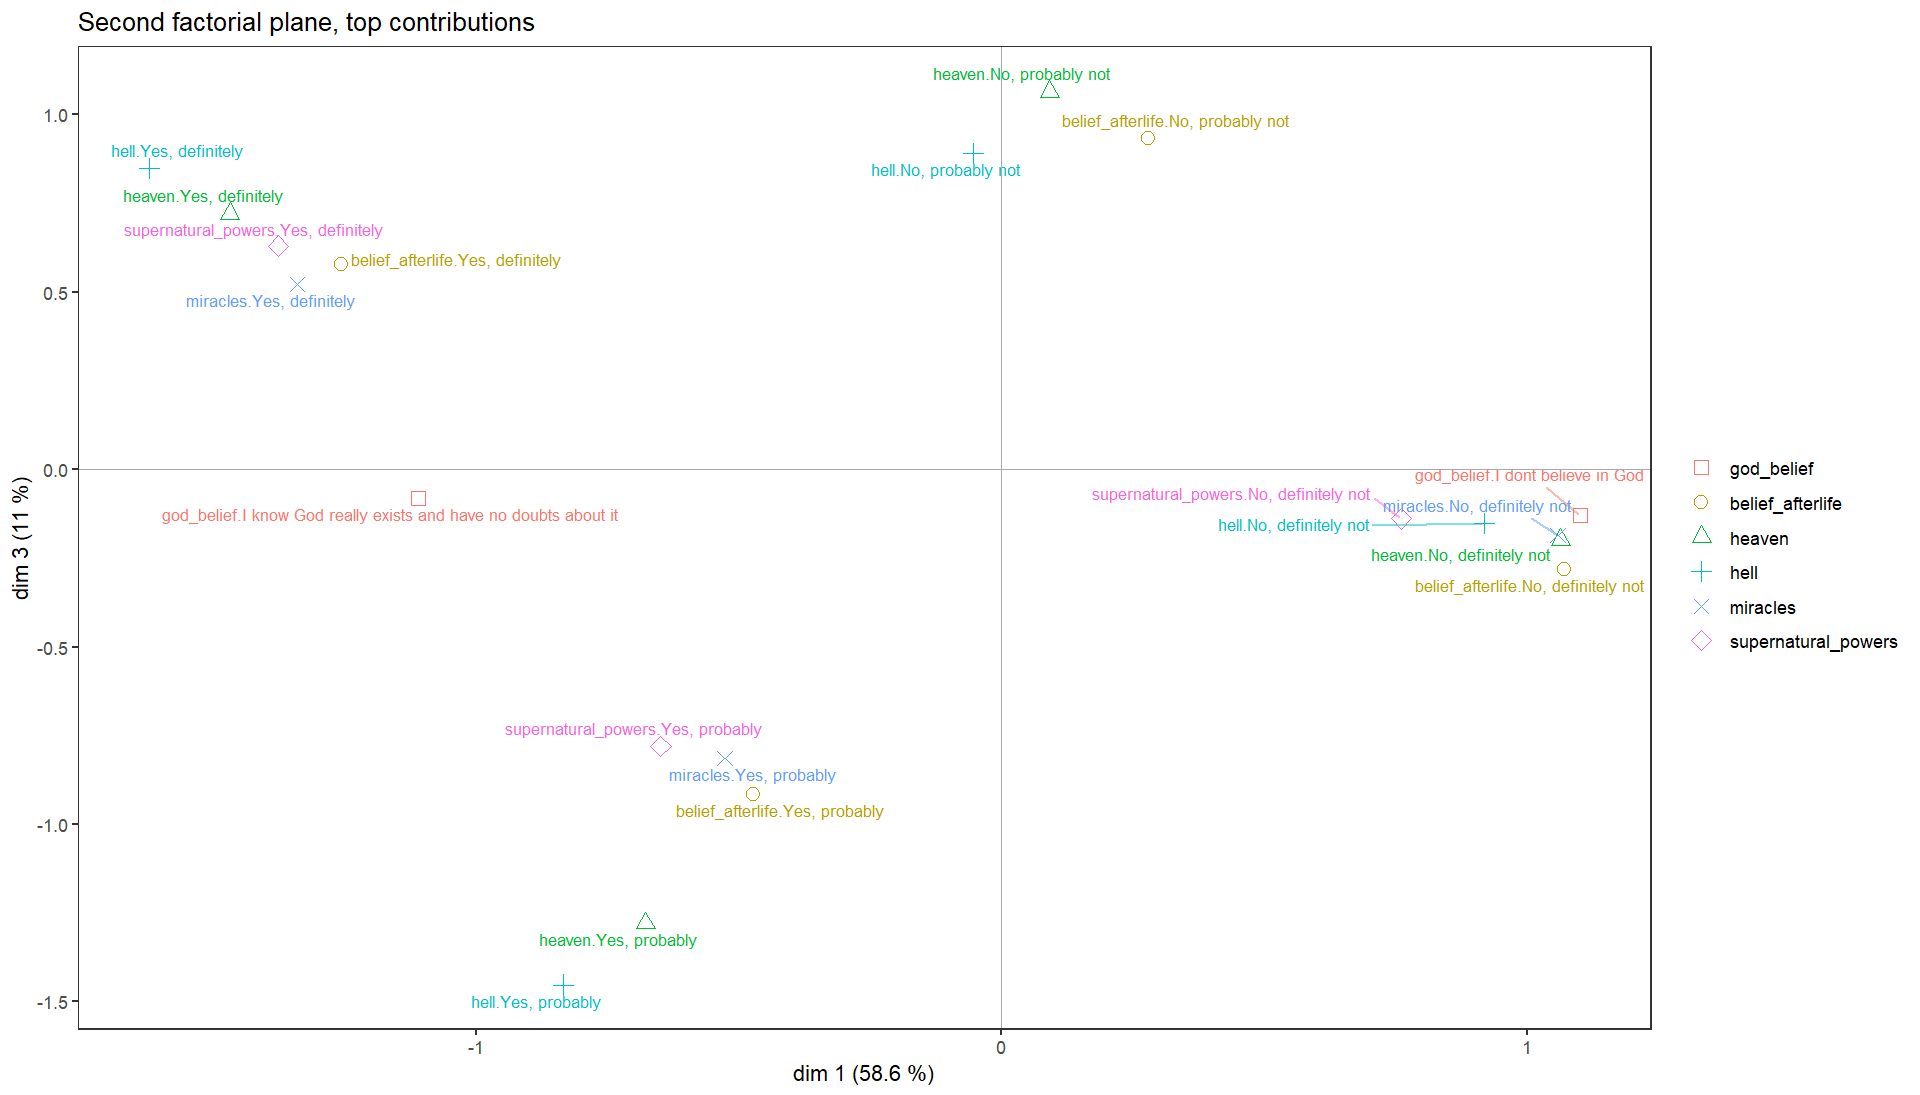 Second factorial plane, top contributions
heaven.No, probably not
belief_afterlife.No, probably not
hell.Yes, definitely
hell.No, probably not
heaven.Yes, definitely
supernatural_powers.Yes, definitely
belief_afterlife.Yes, definitely
miracles.Yes, definitely
god_belief.I know God really exists and have no doubts about it
god_belief.I dont believe in God
supernatural_powers.No, definitely not
miracles.No, definitely not
hell.No, definitely not
heaven.No, definitely not
belief_afterlife.No, definitely not
supernatural_powers.Yes, probably
miracles.Yes, probably
belief_afterlife.Yes, probably
heaven.Yes, probably
hell.Yes, probably
1.0
0.5
0.0
-0.5
-1.0
-1.5
dim 3 (11 %)
-1
0
1
dim 1 (58.6 %)
god_belief
belief_afterlife
heaven
hell
miracles
supernatural_powers